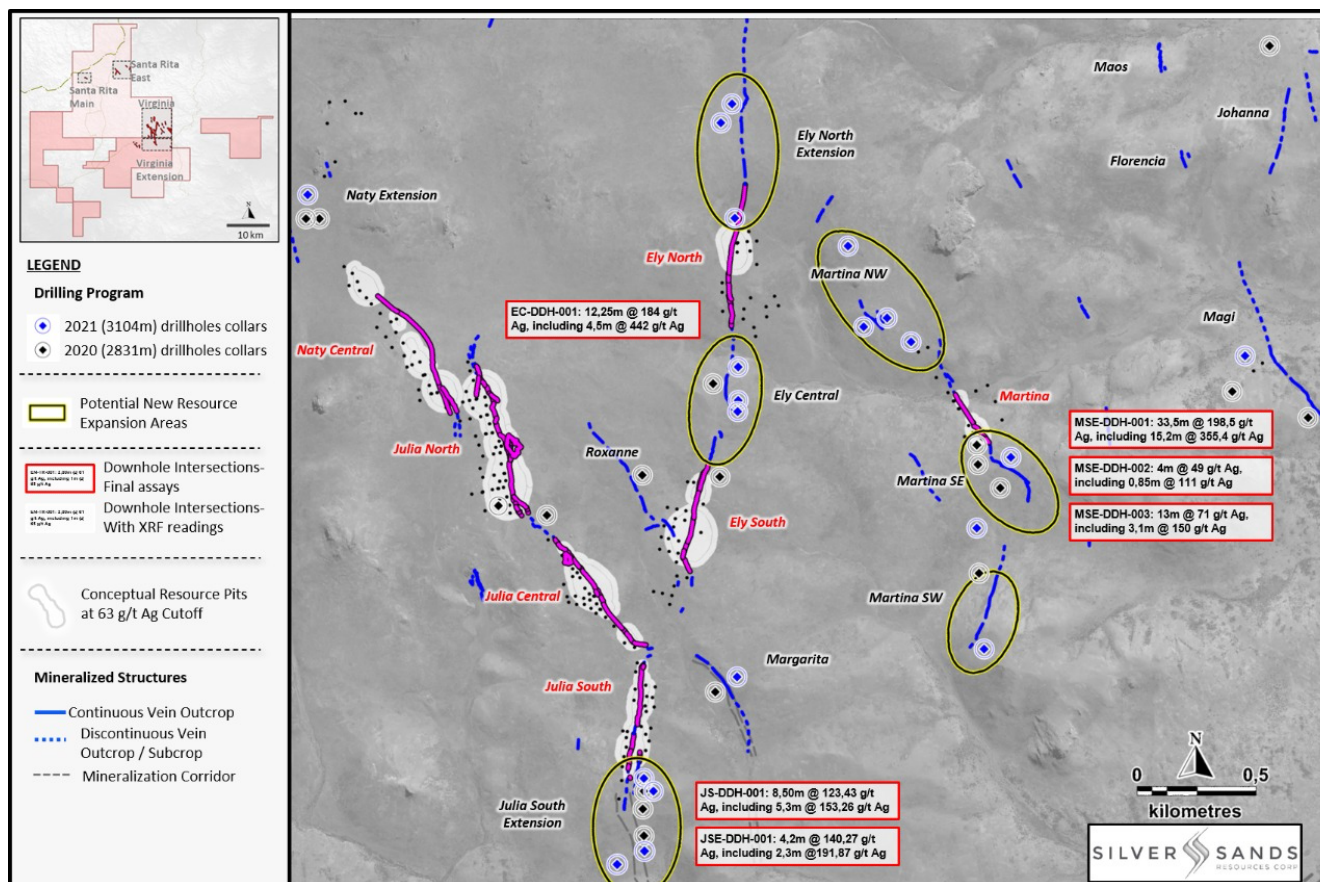 Santa Rita
East
Santa Rita
Main
Virginia
Virginia
Extension
N
10 km
LEGEND
Drilling Program
2021 (3104m) drillholes collars
2020 (2831m) drillholes collars
Potential New Resource
Expansion Areas
Downhole Intersections-
Final assays
Downhole Intersections-
With XRF readings
Conceptual Resource Pits
at 63 g/t Ag Cutoff
Mineralized Structures
Continuous Vein Outcrop
Discontinuous Vein
Outcrop / Subcrop
Mineralization Corridor
Maos
Johanna
Ely North
Extension
Florencia
Naty Extension
Ely North
Martina NW
EC-DDH-001: 12,25m @ 184 g/t
Ag, including 4,5m @ 442 g/t Ag
Magi
Naty Central
Ely Central
Martina
MSE-DDH-001: 33,5m @ 198,5 g/t
Ag, including 15,2m @ 355,4 g/t Ag
Julia North
Roxanne
Martina SE
MSE-DDH-002: 4m @ 49 g/t Ag,
including 0,85m @ 111 g/t Ag
Ely South
MSE-DDH-003: 13m @ 71 g/t Ag,
including 3,1m @ 150 g/t Ag
Julia Central
Martina SW
Margarita
Julia South
N
0 0,5
kilometres
Julia South
Extension
JS-DDH-001: 8,50m @ 123,43 g/t
Ag, including 5,3m @ 153,26 g/t Ag
JSE-DDH-001: 4,2m @ 140,27 g/t
Ag, including 2,3m @191,87 g/t Ag
SILVER SANDS
RESOURCES CORP